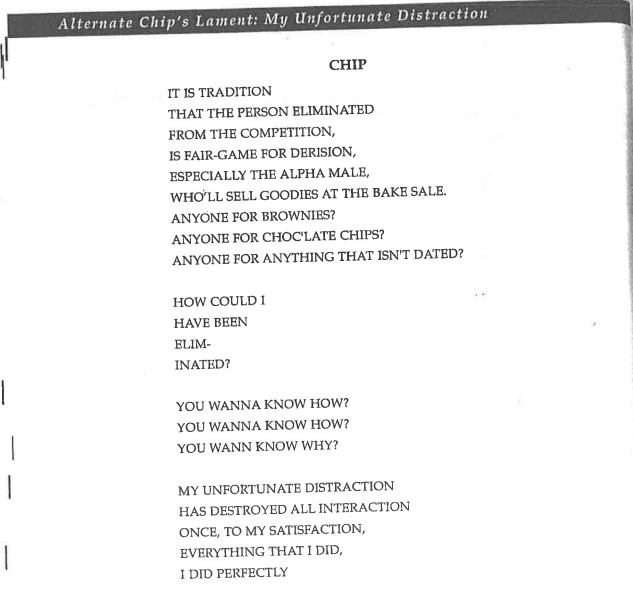 Alternate Chip's Lament: My Unfortunate Distraction
CHIP
IT IS TRADITION
THAT THE PERSON ELIMINATED
FROM THE COMPETITION,
IS FAIR-GAME FOR DERISION,
ESPECIALLY THE ALPHA MALE,
WHO'LL SELL GOODIES AT THE BAKE SALE.
ANYONE FOR BROWNIES?
ANYONE FOR CHOC'LATE CHIPS?
ANYONE FOR ANYTHING THAT ISN'T DATED?
HOW COULD I
HAVE BEEN
ELIM-
INATED?
YOU WANNA KNOW HOW?
YOU WANNA KNOW HOW?
YOU WANN KNOW WHY?
MY UNFORTUNATE DISTRACTION
HAS DESTROYED ALL INTERACTION
ONCE, TO MY SATISFACTION,
EVERYTHING THAT I DID,
I DID PERFECTLY